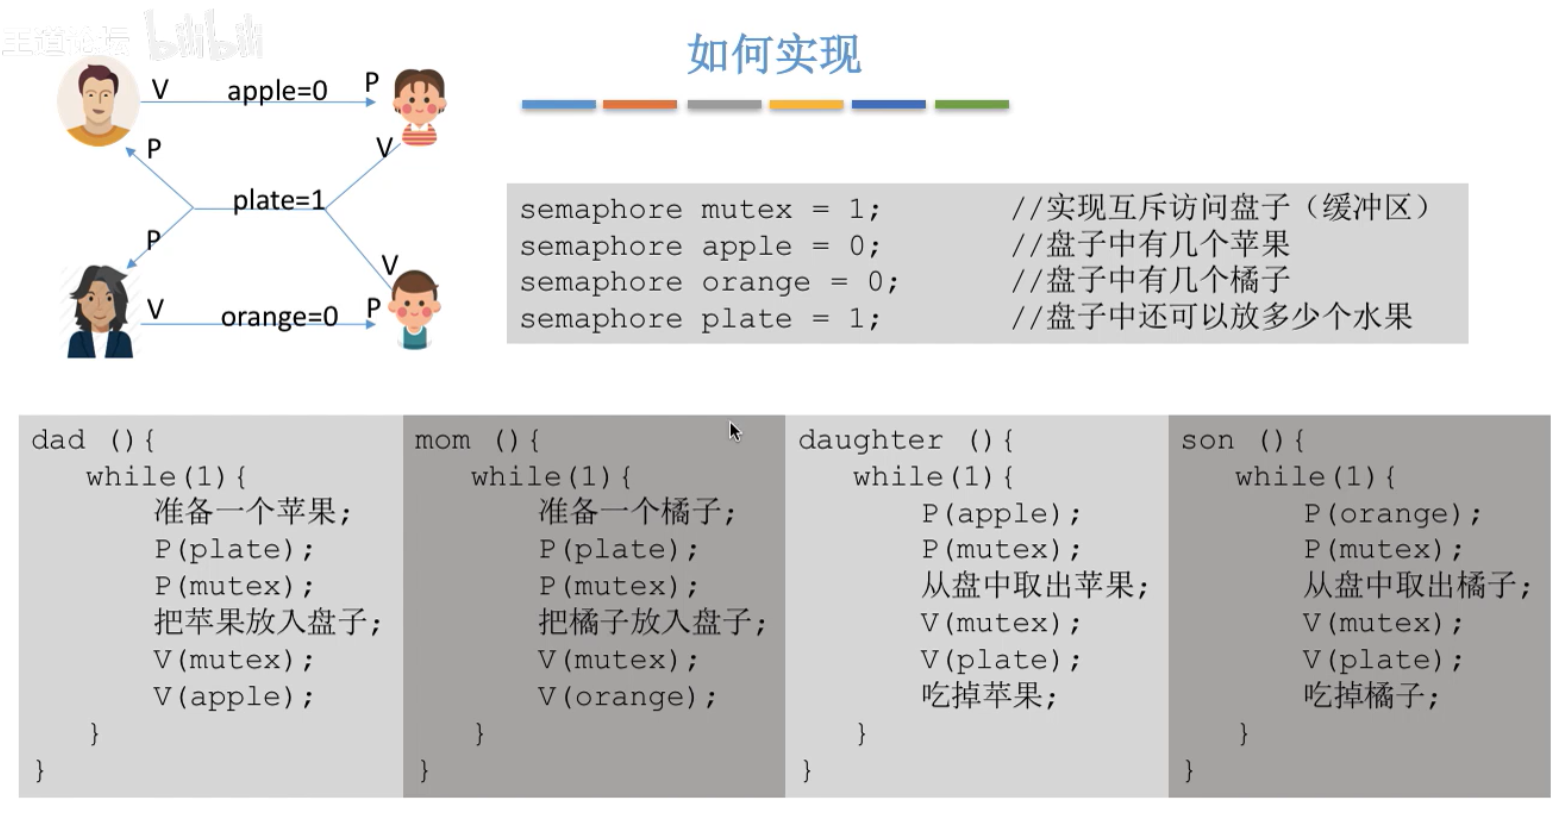 王道论坛 bilibili
如何实现
V apple=0 P
P V
plate=1
P V
V orange=0 P
semaphore mutex = 1; //实现互斥访问盘子（缓冲区）
semaphore apple = 0; //盘子中有几个苹果
semaphore orange = 0; //盘子中有几个橘子
semaphore plate = 1; //盘子中还可以放多少个水果
dad (){
while(1){
准备一个苹果;
P(plate);
P(mutex);
把苹果放入盘子;
V(mutex);
V(apple);
}
}
mom (){
while(1){
准备一个橘子;
P(plate);
P(mutex);
把橘子放入盘子;
V(mutex);
V(orange);
}
}
daughter (){
while(1){
P(apple);
P(mutex);
从盘中取出苹果;
V(mutex);
V(plate);
吃掉苹果;
}
}
son (){
while(1){
P(orange);
P(mutex);
从盘中取出橘子;
V(mutex);
V(plate);
吃掉橘子;
}
}